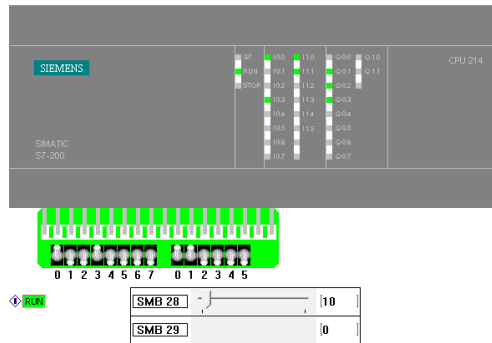 SF I0.0 I1.0 Q0.0 Q1.0
SIEMENS RUN I0.1 I1.1 Q0.1 Q1.1 CPU 214
STOP I0.2 I1.2 Q0.2
I0.3 I1.3 Q0.3
I0.4 I1.4 Q0.4
I0.5 I1.5 Q0.5
SIMATIC I0.6 Q0.6
S7-200 I0.7 Q0.7
0 1 2 3 4 5 6 7 0 1 2 3 4 5
RUN SMB 28 [10 ]
SMB 29 [0 ]